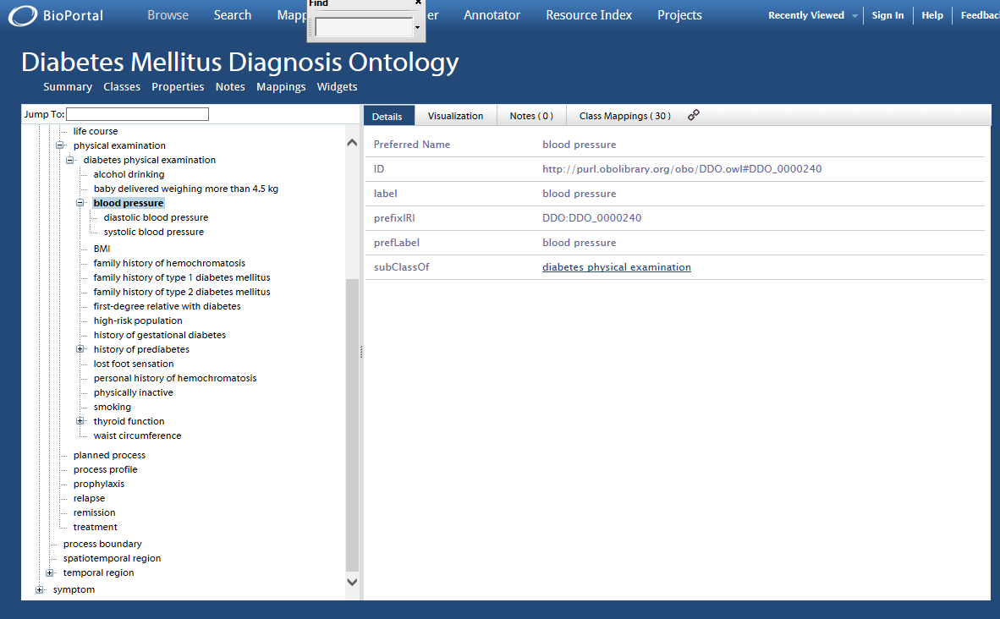 Find
BioPortal Browse Search Annotator Resource Index Projects Recently Viewed Sign In Help
Diabetes Mellitus Diagnosis Ontology
Summary Classes Properties Notes Mappings Widgets
Jump To:
life course
physical examination
diabetes physical examination
alcohol drinking
baby delivered weighing more than 4.5 kg
blood pressure
diastolic blood pressure
systolic blood pressure
BMI
family history of hemochromatosis
family history of type 1 diabetes mellitus
family history of type 2 diabetes mellitus
first-degree relative with diabetes
high-risk population
history of gestational diabetes
history of prediabetes
lost foot sensation
personal history of hemochromatosis
physically inactive
smoking
thyroid function
waist circumference
planned process
process profile
prophylaxis
relapse
remission
treatment
process boundary
spatiotemporal region
temporal region
symptom
Details Visualization Notes ( 0 ) Class Mappings ( 30 )
Preferred Name blood pressure
ID http://purl.obolibrary.org/obo/DDO.owl#DDO_0000240
label blood pressure
prefixIRI DDO:DDO_0000240
prefLabel blood pressure
subClassOf diabetes physical examination